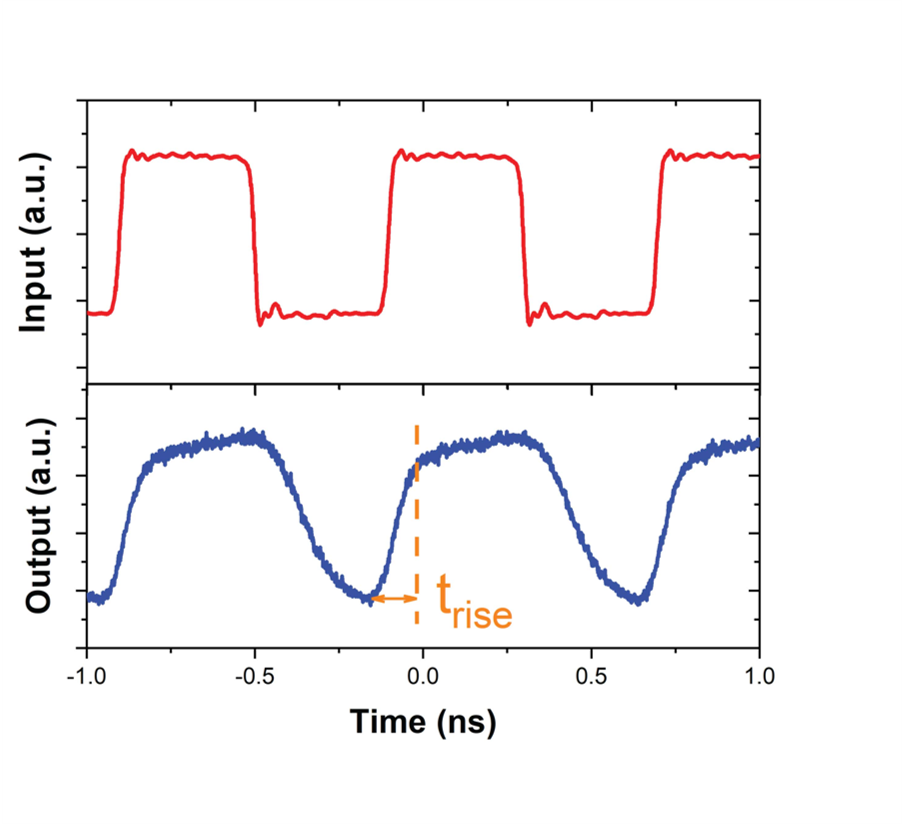 Input (a.u.)
Output (a.u.)
trise
-1.0 -0.5 0.0 0.5 1.0
Time (ns)